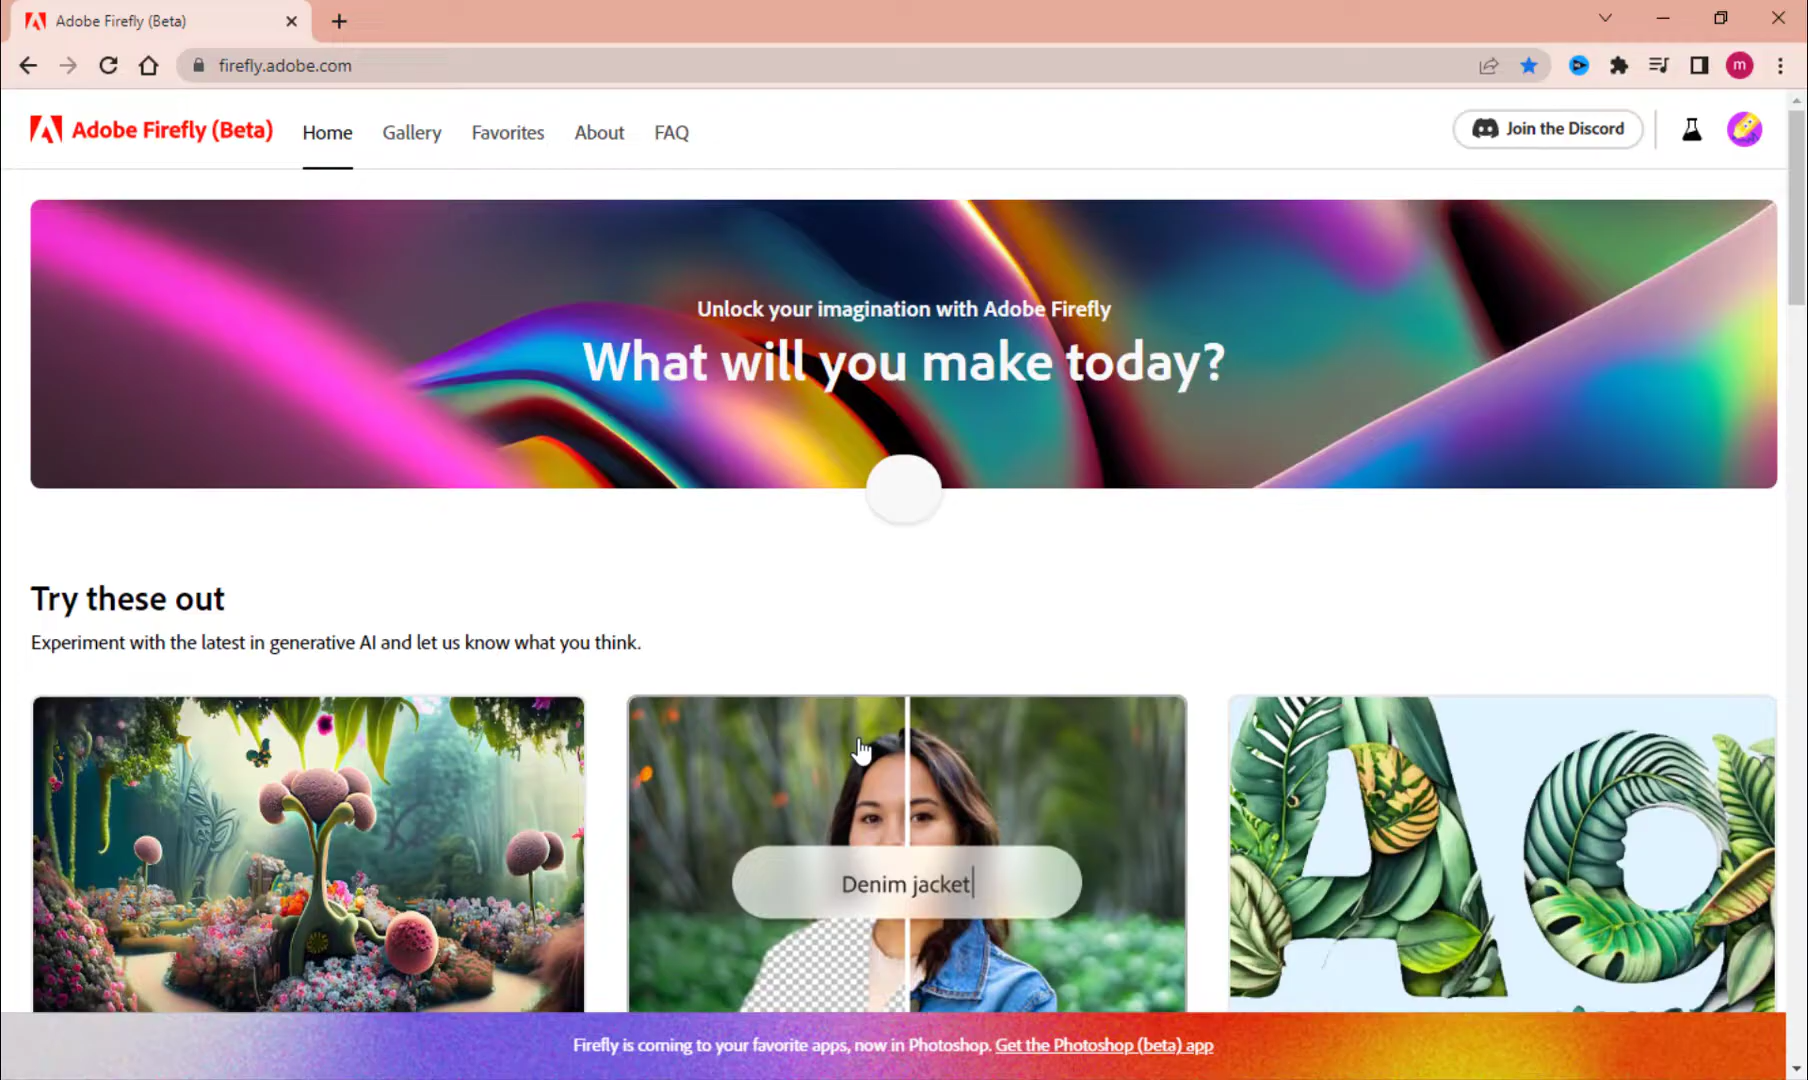 Adobe Firefly (Beta)
firefly.adobe.com
m
Adobe Firefly (Beta)
Home
Gallery
Favorites
About
FAQ
Join the Discord
Unlock your imagination with Adobe Firefly
What will you make today?
Try these out
Experiment with the latest in generative AI and let us know what you think.
Denim jacket
Firefly is coming to your favorite apps, now in Photoshop. Get the Photoshop (beta) app